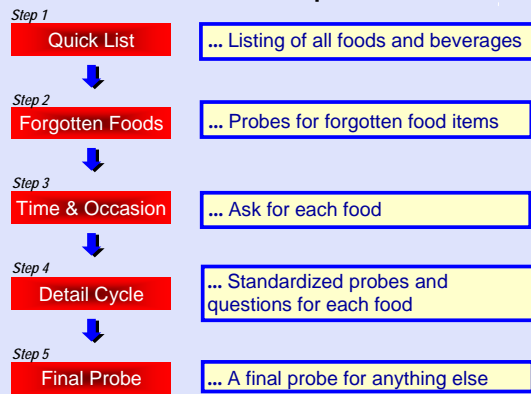 Step 1
Quick List
... Listing of all foods and beverages
Step 2
Forgotten Foods
... Probes for forgotten food items
Step 3
Time & Occasion
... Ask for each food
Step 4
Detail Cycle
... Standardized probes and
questions for each food
Step 5
Final Probe
... A final probe for anything else